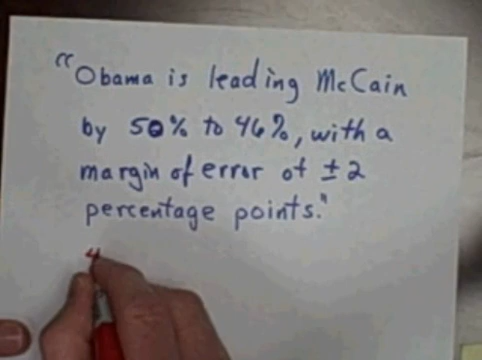 "Obama is leading McCain
by 50% to 46%, with a
margin of error of ±2
percentage points."